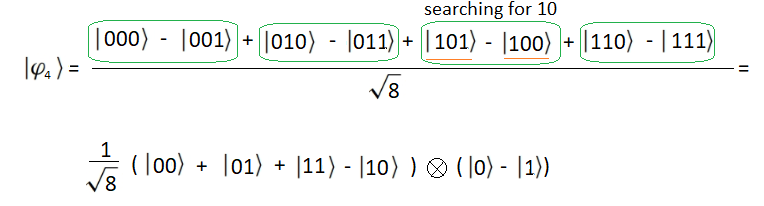 searching for 10
|φ₄⟩ = |000⟩ - |001⟩ + |010⟩ - |011⟩ + |101⟩ - |100⟩ + |110⟩ - |111⟩ =
√8
1
√8 ( |00⟩ + |01⟩ + |11⟩ - |10⟩ ) ⊗ ( |0⟩ - |1⟩)